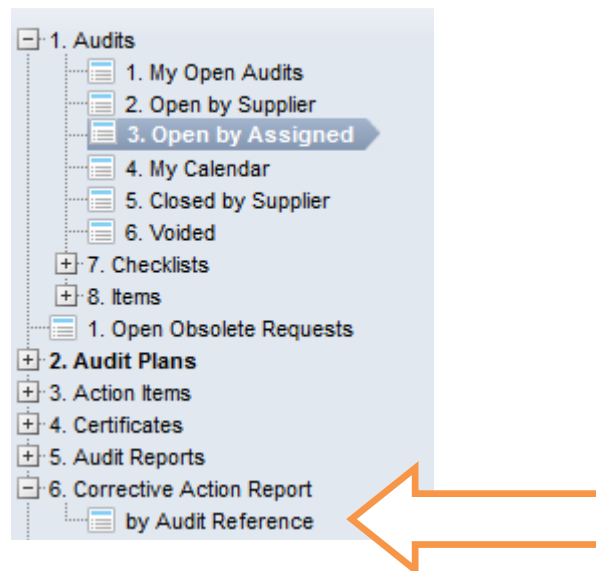 1. Audits
1. My Open Audits
2. Open by Supplier
3. Open by Assigned
4. My Calendar
5. Closed by Supplier
6. Voided
7. Checklists
8. Items
1. Open Obsolete Requests
2. Audit Plans
3. Action Items
4. Certificates
5. Audit Reports
6. Corrective Action Report
by Audit Reference